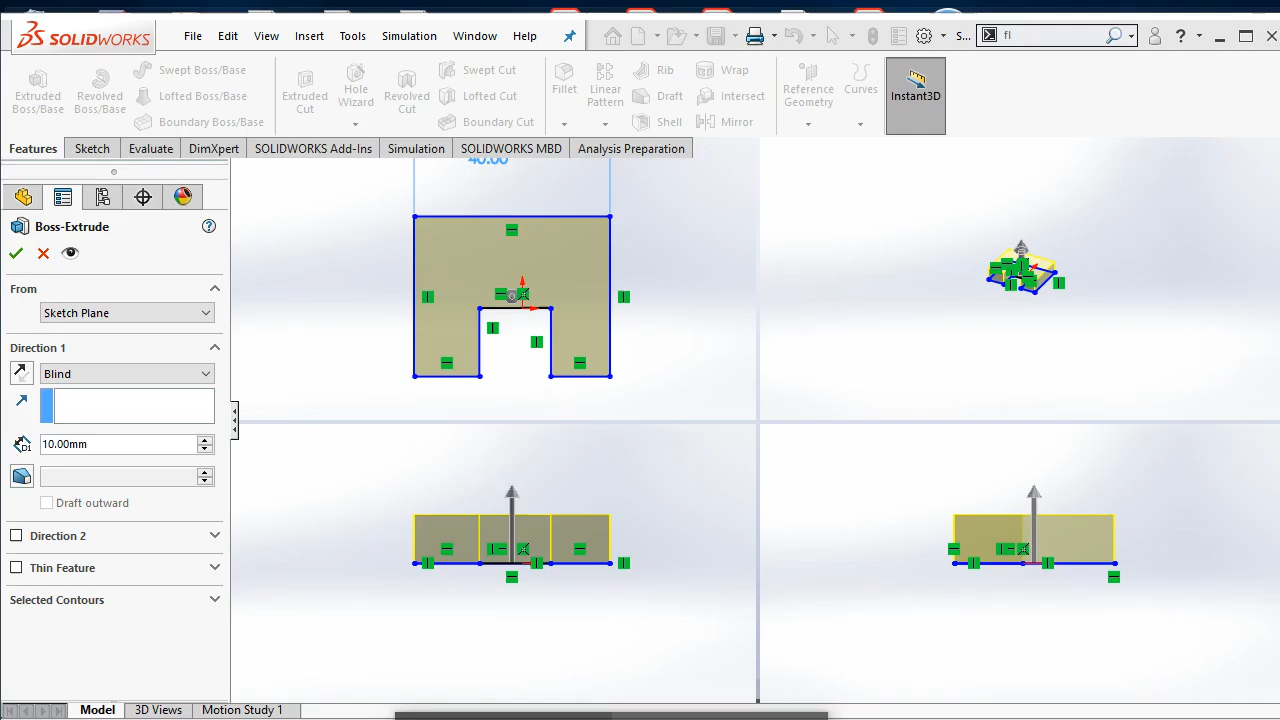 SOLIDWORKS File Edit View Insert Tools Simulation Window Help S... fl ?
Extruded Boss/Base
Revolved Boss/Base
Swept Boss/Base
Lofted Boss/Base
Boundary Boss/Base
Extruded Cut
Hole Wizard
Revolved Cut
Swept Cut
Lofted Cut
Boundary Cut
Fillet
Linear Pattern
Rib
Draft
Shell
Wrap
Intersect
Mirror
Reference Geometry
Curves
Instant3D
Features Sketch Evaluate DimXpert SOLIDWORKS Add-Ins Simulation SOLIDWORKS MBD Analysis Preparation
40.00
Boss-Extrude
From
Sketch Plane
Direction 1
Blind
10.00mm
Draft outward
Direction 2
Thin Feature
Selected Contours
Model 3D Views Motion Study 1